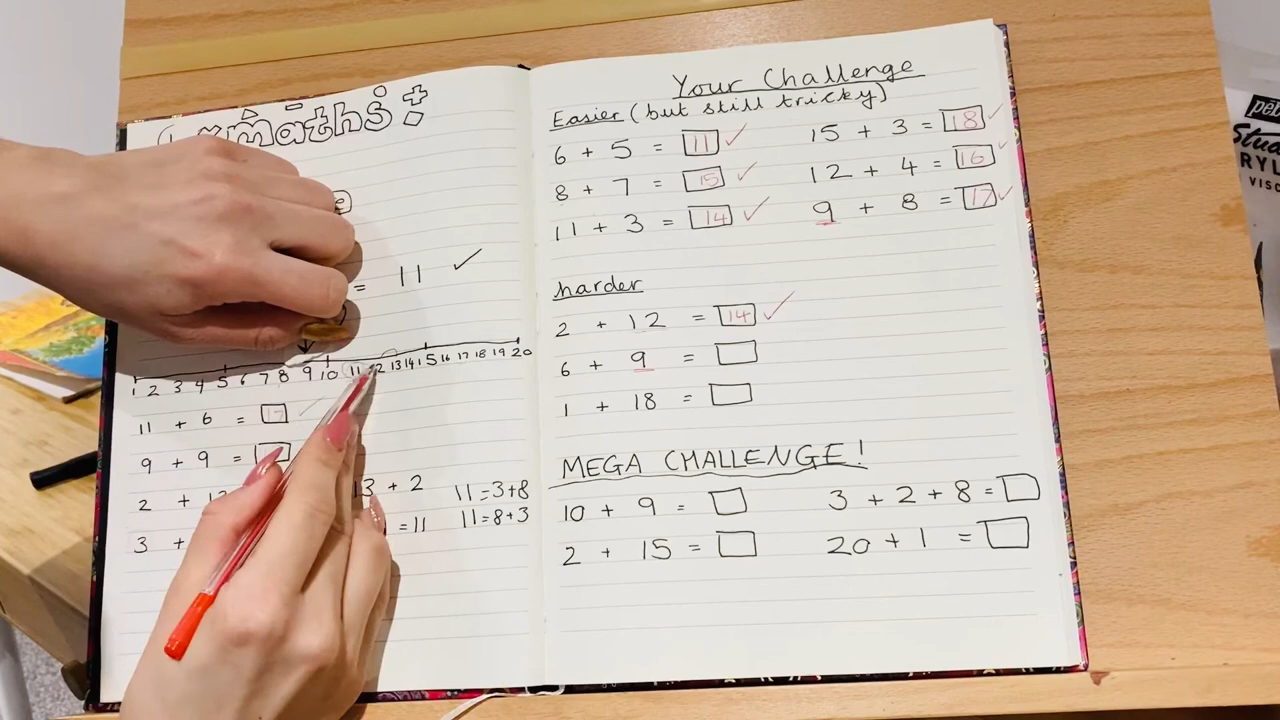 maths:
= 11 ✓
1 2 3 4 5 6 7 8 9 10 11 12 13 14 15 16 17 18 19 20
11 + 6 = 17
9 + 9 =
2 +
13 + 2
11 = 3+8
3 +
= 11
11 = 8+3
Your Challenge
Easier (but still tricky)
6 + 5 = 11 ✓
15 + 3 = 18 ✓
8 + 7 = 15 ✓
12 + 4 = 16 ✓
11 + 3 = 14 ✓
9 + 8 = 17 ✓
harder
2 + 12 = 14 ✓
6 + 9 =
1 + 18 =
MEGA CHALLENGE!
10 + 9 =
3 + 2 + 8 =
2 + 15 =
20 + 1 =